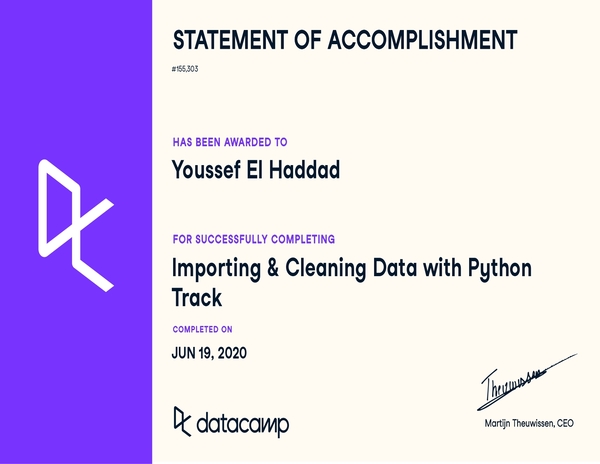 STATEMENT OF ACCOMPLISHMENT
#155,303
HAS BEEN AWARDED TO
Youssef El Haddad
FOR SUCCESSFULLY COMPLETING
Importing & Cleaning Data with Python
Track
COMPLETED ON
JUN 19, 2020
Theuwissen
datacamp
Martijn Theuwissen, CEO